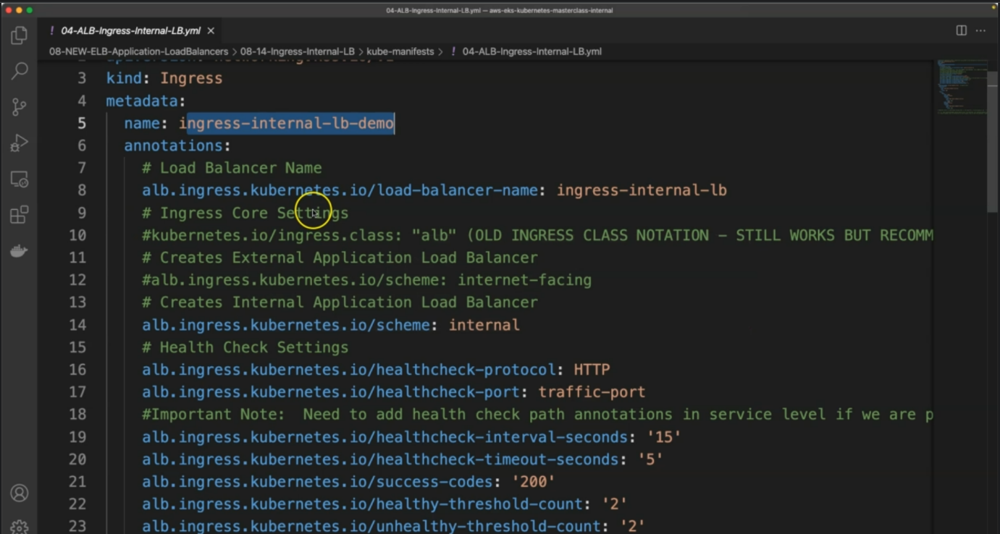 04-ALB-Ingress-Internal-LB.yml — aws-eks-kubernetes-masterclass-internal
! 04-ALB-Ingress-Internal-LB.yml ×
08-NEW-ELB-Application-LoadBalancers > 08-14-Ingress-Internal-LB > kube-manifests > ! 04-ALB-Ingress-Internal-LB.yml
3 kind: Ingress
4 metadata:
5 name: ingress-internal-lb-demo
6 annotations:
7 # Load Balancer Name
8 alb.ingress.kubernetes.io/load-balancer-name: ingress-internal-lb
9 # Ingress Core Settings
10 #kubernetes.io/ingress.class: "alb" (OLD INGRESS CLASS NOTATION - STILL WORKS BUT RECOMM
11 # Creates External Application Load Balancer
12 #alb.ingress.kubernetes.io/scheme: internet-facing
13 # Creates Internal Application Load Balancer
14 alb.ingress.kubernetes.io/scheme: internal
15 # Health Check Settings
16 alb.ingress.kubernetes.io/healthcheck-protocol: HTTP
17 alb.ingress.kubernetes.io/healthcheck-port: traffic-port
18 #Important Note:  Need to add health check path annotations in service level if we are p
19 alb.ingress.kubernetes.io/healthcheck-interval-seconds: '15'
20 alb.ingress.kubernetes.io/healthcheck-timeout-seconds: '5'
21 alb.ingress.kubernetes.io/success-codes: '200'
22 alb.ingress.kubernetes.io/healthy-threshold-count: '2'
23 alb.ingress.kubernetes.io/unhealthy-threshold-count: '2'